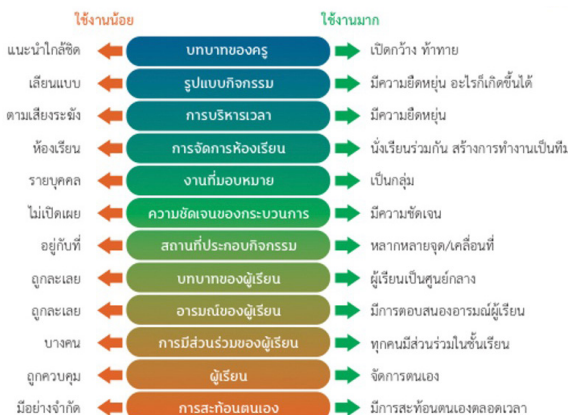 ใช้งานน้อย ใช้งานมาก
แนะนำใกล้ชิด บทบาทของครู เปิดกว้าง ท้าทาย
เลียนแบบ รูปแบบกิจกรรม มีความยืดหยุ่น อะไรก็เกิดขึ้นได้
ตามเสียงระฆัง การบริหารเวลา มีความยืดหยุ่น
ห้องเรียน การจัดการห้องเรียน นั่งเรียนร่วมกัน สร้างการทำงานเป็นทีม
รายบุคคล งานที่มอบหมาย เป็นกลุ่ม
ไม่เปิดเผย ความชัดเจนของกระบวนการ มีความชัดเจน
อยู่กับที่ สถานที่ประกอบกิจกรรม หลากหลายจุด/เคลื่อนที่
ถูกละเลย บทบาทของผู้เรียน ผู้เรียนเป็นศูนย์กลาง
ถูกละเลย อารมณ์ของผู้เรียน มีการตอบสนองอารมณ์ผู้เรียน
บางคน การมีส่วนร่วมของผู้เรียน ทุกคนมีส่วนร่วมในชั้นเรียน
ถูกควบคุม ผู้เรียน จัดการตนเอง
มีอย่างจำกัด การสะท้อนตนเอง มีการสะท้อนตนเองตลอดเวลา